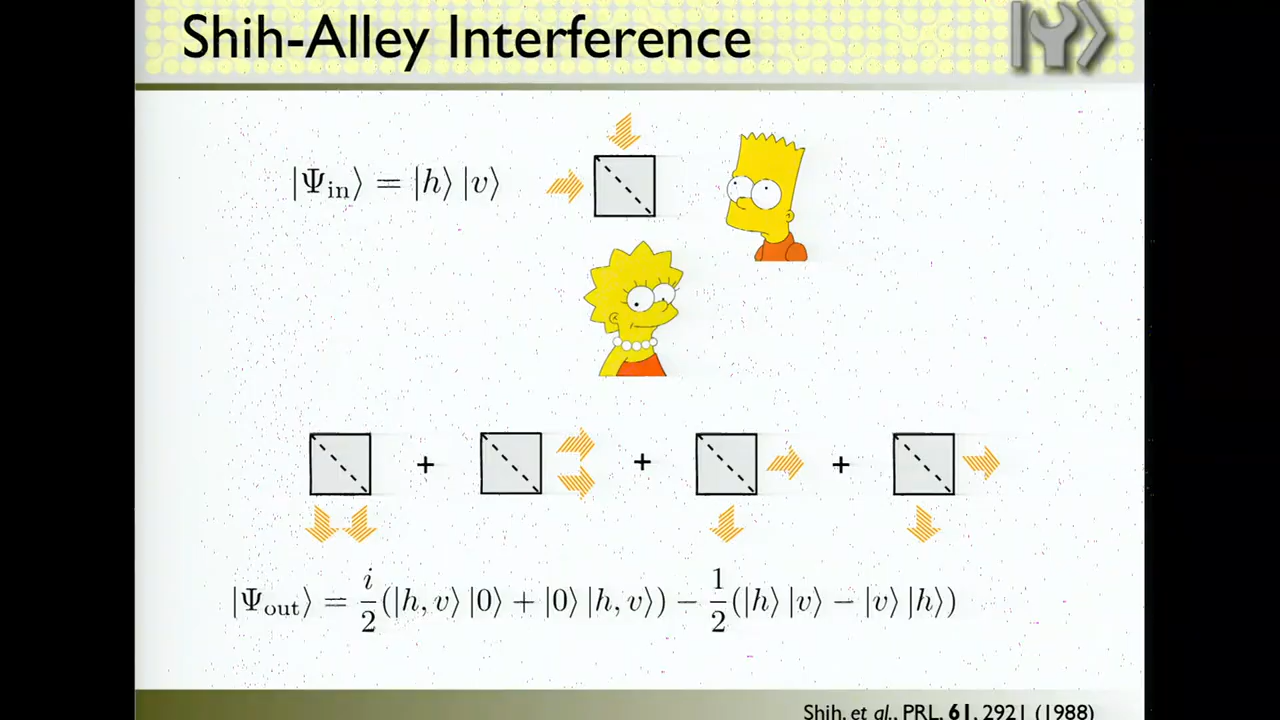 Shih-Alley Interference
|Ψ_in⟩ = |h⟩ |v⟩
+ + +
|Ψ_out⟩ = i/2 (|h, v⟩ |0⟩ + |0⟩ |h, v⟩) − 1/2 (|h⟩ |v⟩ − |v⟩ |h⟩)
Shih, et al., PRL, 61, 2921 (1988)